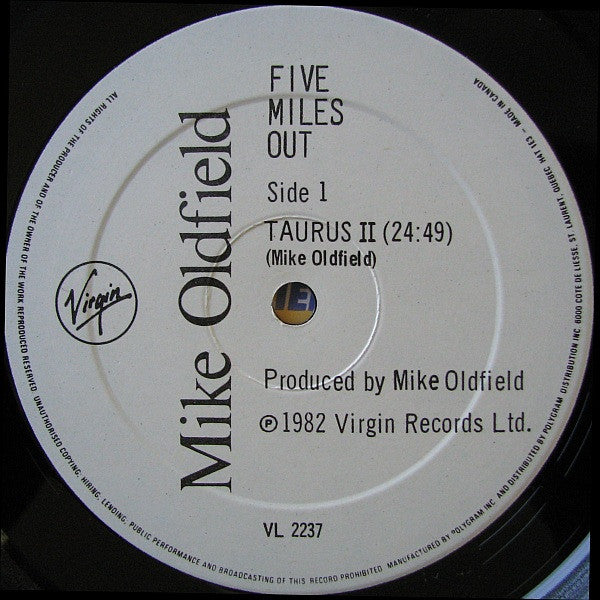 FIVE
MILES
OUT
Side 1
TAURUS II (24:49)
(Mike Oldfield)
Mike Oldfield
Virgin
Produced by Mike Oldfield
℗ 1982 Virgin Records Ltd.
VL 2237
ALL RIGHTS OF THE PRODUCER AND OF THE OWNER OF THE WORK REPRODUCED RESERVED UNAUTHORISED COPYING, HIRING, LENDING, PUBLIC PERFORMANCE AND BROADCASTING OF THIS RECORD PROHIBITED MANUFACTURED BY POLYGRAM INC AND DISTRIBUTED BY POLYGRAM DISTRIBUTION INC 6000 COTE DE LIESSE, ST LAURENT, QUEBEC H4T 1E3 – MADE IN CANADA